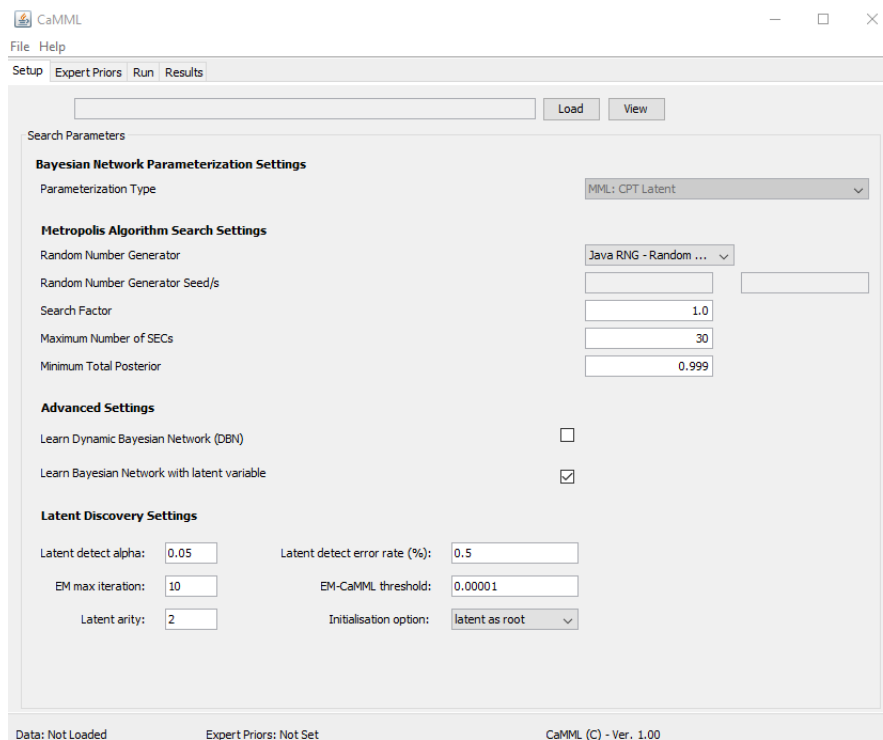 CaMML
File Help
Setup Expert Priors Run Results
Load View
Search Parameters
Bayesian Network Parameterization Settings
Parameterization Type MML: CPT Latent
Metropolis Algorithm Search Settings
Random Number Generator Java RNG - Random ...
Random Number Generator Seed/s
Search Factor 1.0
Maximum Number of SECs 30
Minimum Total Posterior 0.999
Advanced Settings
Learn Dynamic Bayesian Network (DBN)
Learn Bayesian Network with latent variable
Latent Discovery Settings
Latent detect alpha: 0.05 Latent detect error rate (%): 0.5
EM max iteration: 10 EM-CaMML threshold: 0.00001
Latent arity: 2 Initialisation option: latent as root
Data: Not Loaded Expert Priors: Not Set CaMML (C) - Ver. 1.00